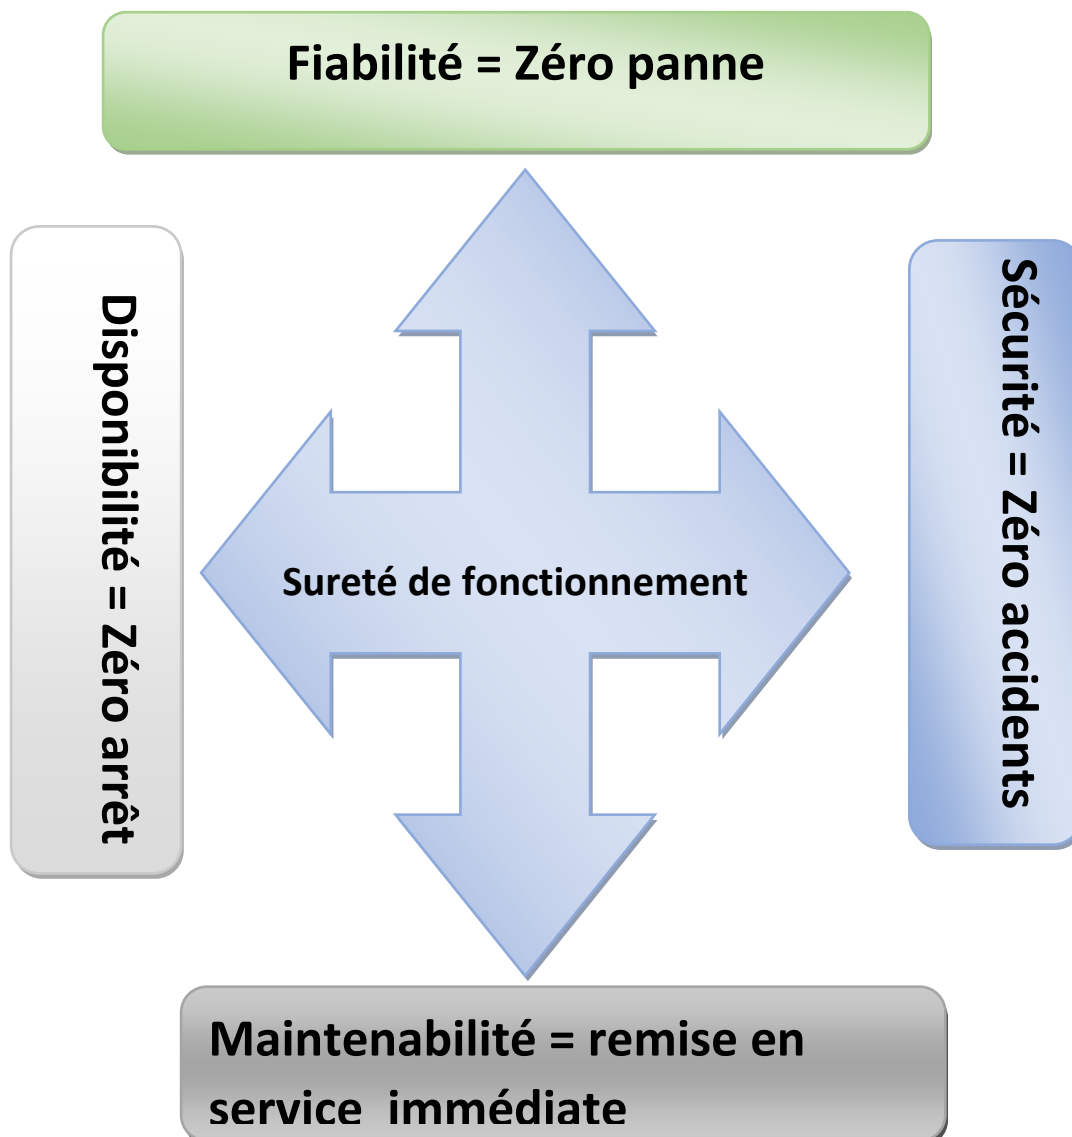 Fiabilité = Zéro panne
Disponibilité = Zéro arrêt
Sécurité = Zéro accidents
Sureté de fonctionnement
Maintenabilité = remise en
service  immédiate